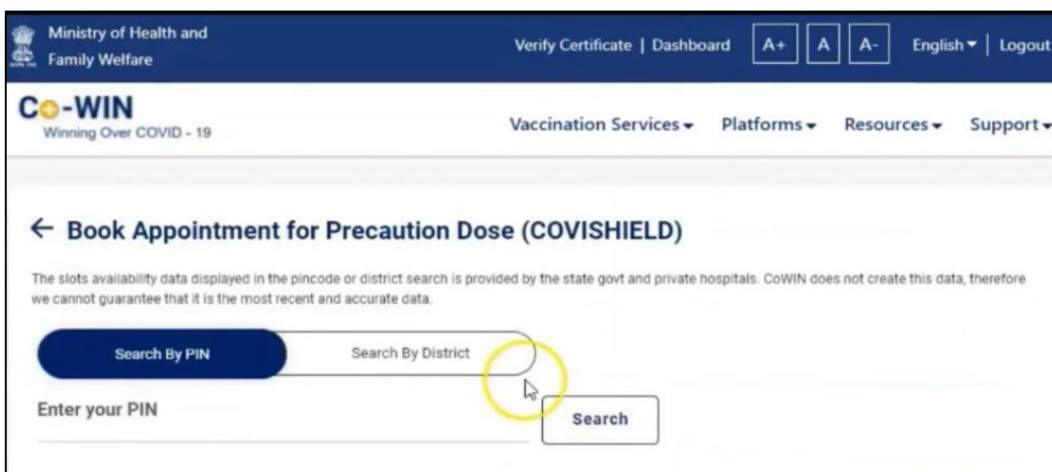 Ministry of Health and
Family Welfare
Verify Certificate | Dashboard A+ A A- English | Logout
Co-WIN
Winning Over COVID - 19
Vaccination Services Platforms Resources Support
← Book Appointment for Precaution Dose (COVISHIELD)
The slots availability data displayed in the pincode or district search is provided by the state govt and private hospitals. CoWIN does not create this data, therefore
we cannot guarantee that it is the most recent and accurate data.
Search By PIN Search By District
Enter your PIN
Search